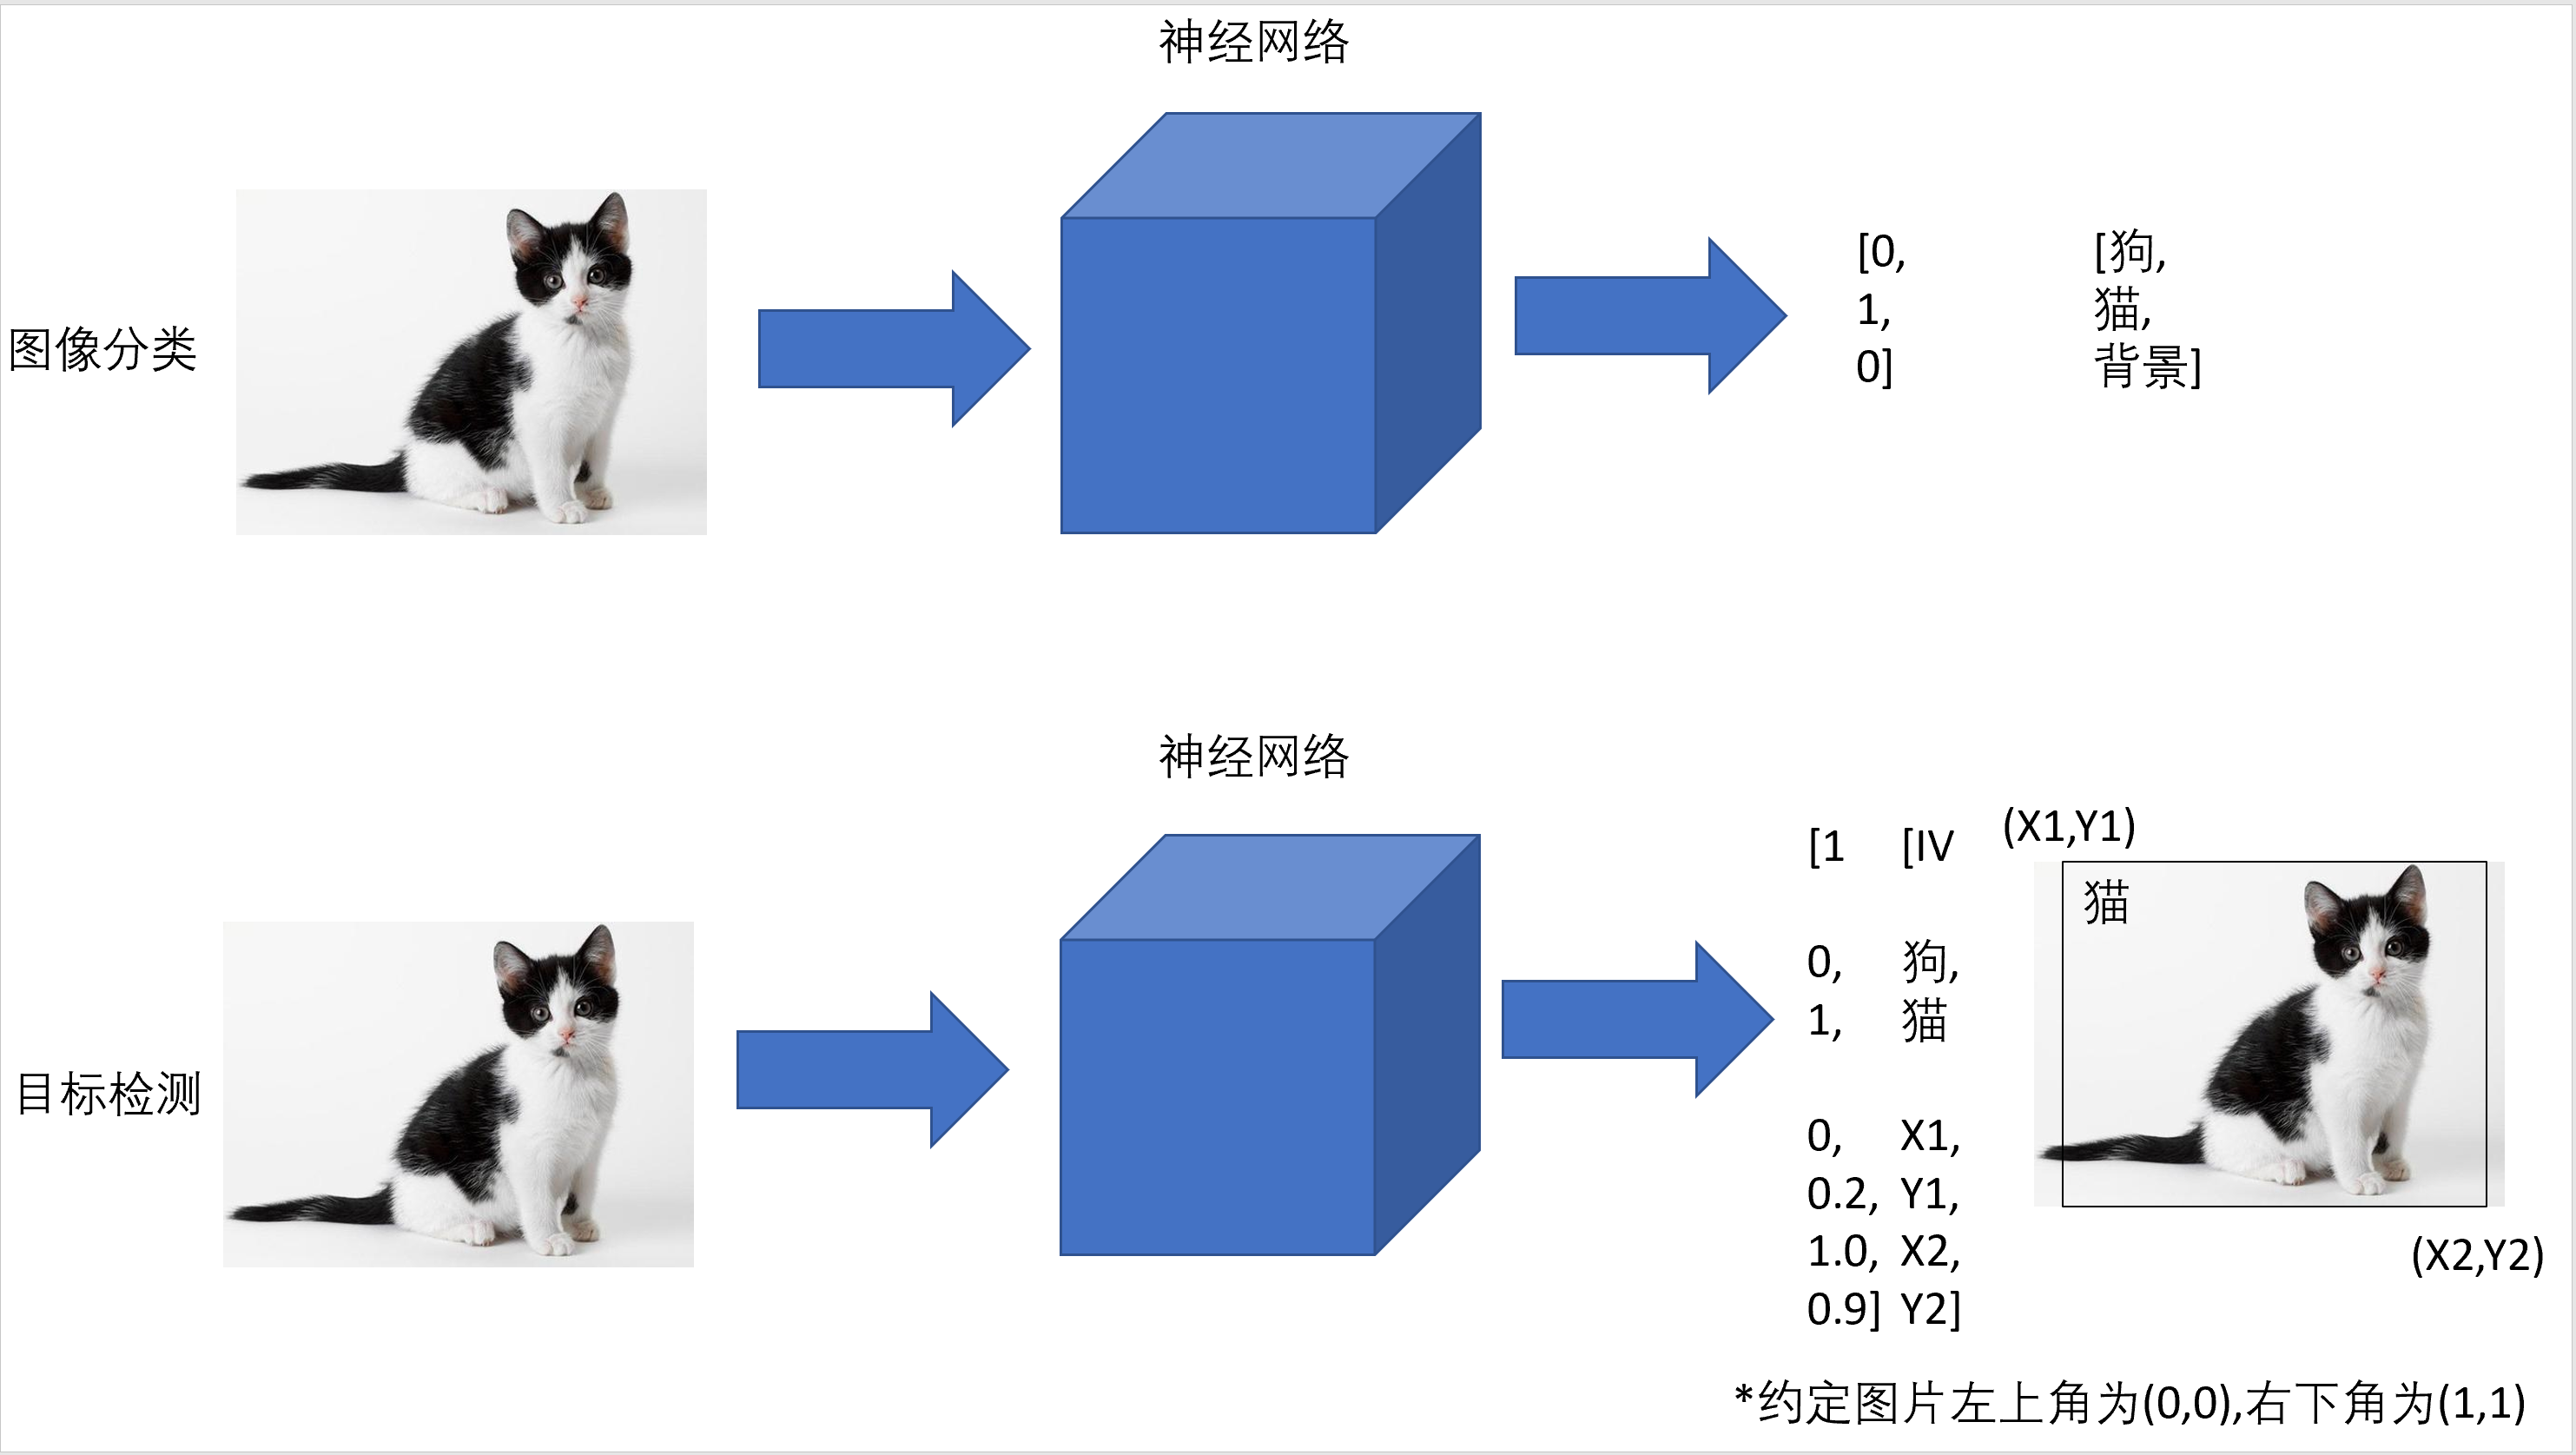 神经网络
图像分类
[0,
1,
0]
[狗,
猫,
背景]
神经网络
目标检测
[1
0,
1,
0,
0.2,
1.0,
0.9]
[IV
狗,
猫
X1,
Y1,
X2,
Y2]
(X1,Y1)
猫
(X2,Y2)
*约定图片左上角为(0,0),右下角为(1,1)